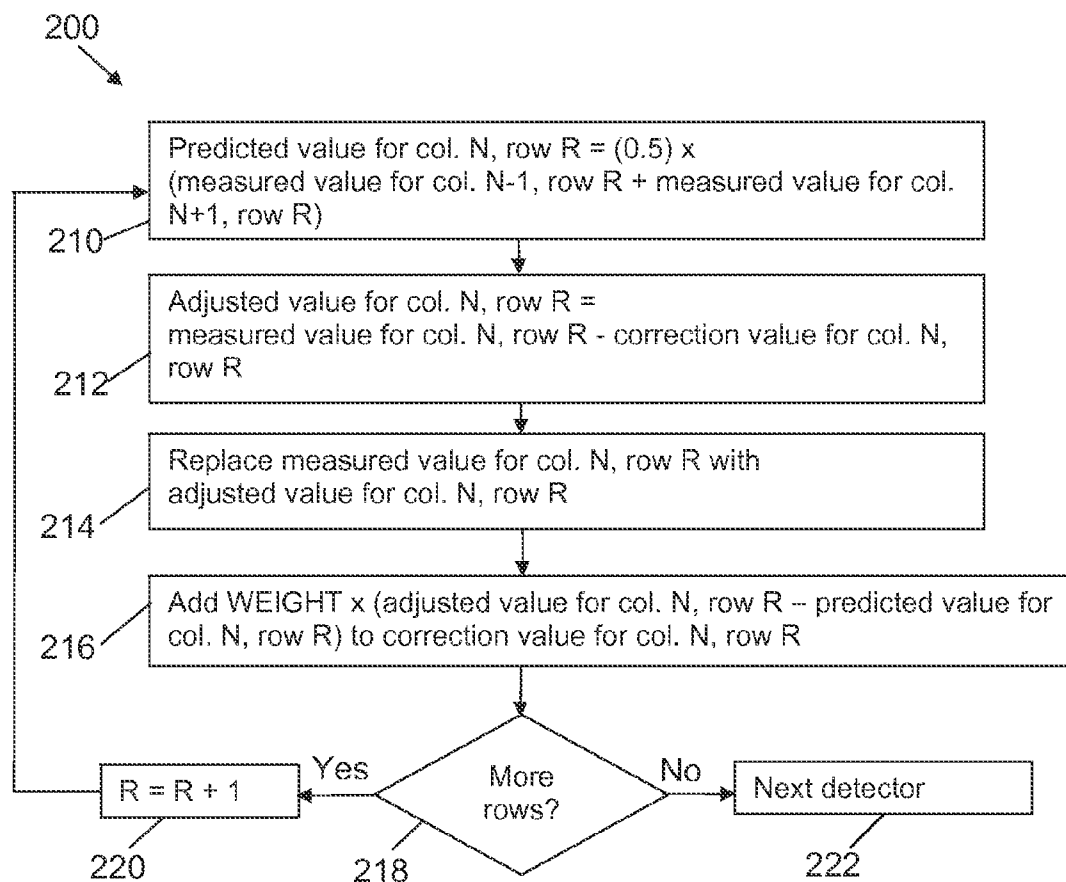 200
Predicted value for col. N, row R = (0.5) x
(measured value for col. N-1, row R + measured value for col.
N+1, row R)
210
Adjusted value for col. N, row R =
measured value for col. N, row R - correction value for col. N,
row R
212
Replace measured value for col. N, row R with
adjusted value for col. N, row R
214
Add WEIGHT x (adjusted value for col. N, row R – predicted value for
col. N, row R) to correction value for col. N, row R
216
More
rows?
218
Yes
R = R + 1
220
No
Next detector
222